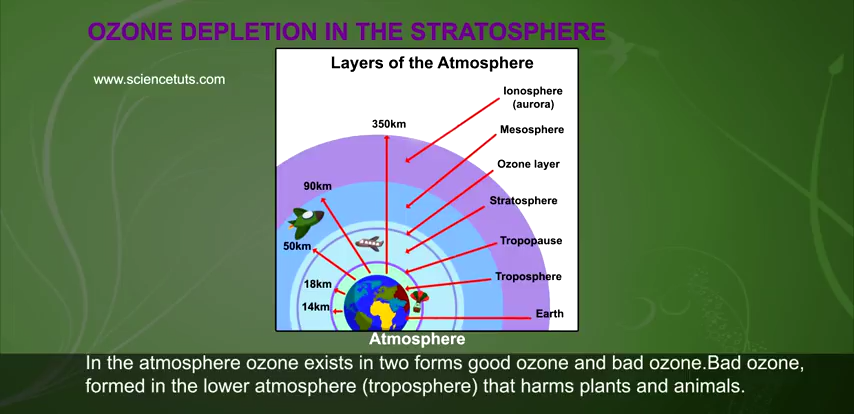 OZONE DEPLETION IN THE STRATOSPHERE
www.sciencetuts.com
Layers of the Atmosphere
Ionosphere
(aurora)
350km
Mesosphere
Ozone layer
90km
Stratosphere
50km
Tropopause
Troposphere
18km
14km
Earth
Atmosphere
In the atmosphere ozone exists in two forms good ozone and bad ozone.Bad ozone,
formed in the lower atmosphere (troposphere) that harms plants and animals.